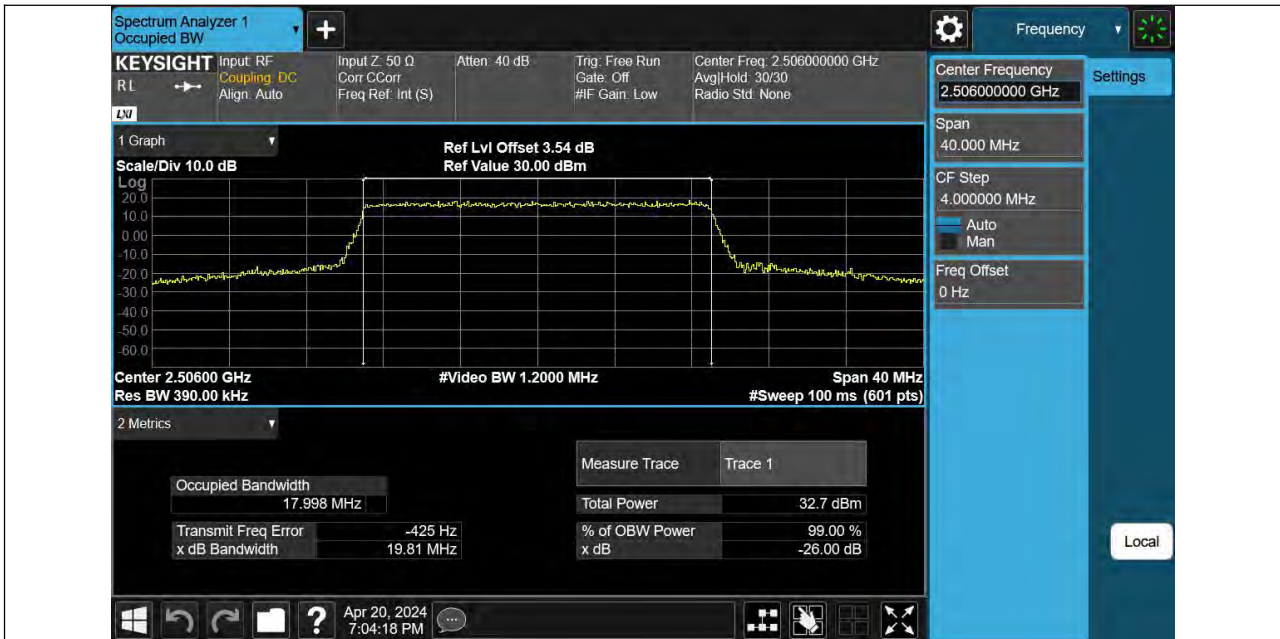 Spectrum Analyzer 1
Occupied BW
Frequency
KEYSIGHT
RL
LXI
Input: RF
Coupling: DC
Align: Auto
Input Z: 50 Ω
Corr CCorr
Freq Ref: Int (S)
Atten: 40 dB
Trig: Free Run
Gate: Off
#IF Gain: Low
Center Freq: 2.506000000 GHz
Avg|Hold: 30/30
Radio Std: None
1 Graph
Scale/Div 10.0 dB
Ref Lvl Offset 3.54 dB
Ref Value 30.00 dBm
Log
20.0
10.0
0.00
-10.0
-20.0
-30.0
-40.0
-50.0
-60.0
Center 2.50600 GHz
#Video BW 1.2000 MHz
Span 40 MHz
Res BW 390.00 kHz
#Sweep 100 ms (601 pts)
2 Metrics
Measure Trace
Trace 1
Occupied Bandwidth
17.998 MHz
Total Power
32.7 dBm
Transmit Freq Error
-425 Hz
% of OBW Power
99.00 %
x dB Bandwidth
19.81 MHz
x dB
-26.00 dB
Center Frequency
2.506000000 GHz
Settings
Span
40.000 MHz
CF Step
4.000000 MHz
Auto
Man
Freq Offset
0 Hz
Local
?
Apr 20, 2024
7:04:18 PM